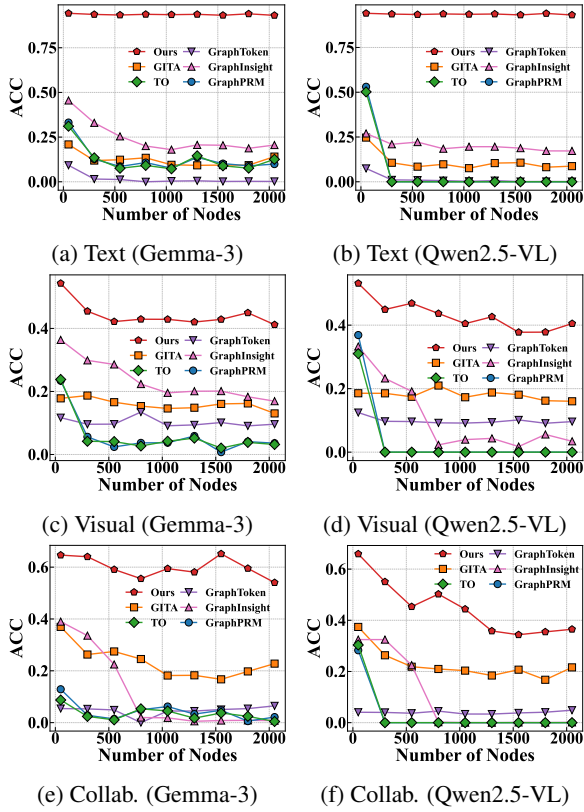 ACC
0.75
0.50
0.25
0.00
Ours
GITA
TO
GraphToken
GraphInsight
GraphPRM
0 500 1000 1500 2000
Number of Nodes
(a) Text (Gemma-3)
ACC
0.75
0.50
0.25
0.00
Ours
GITA
TO
GraphToken
GraphInsight
GraphPRM
0 500 1000 1500 2000
Number of Nodes
(b) Text (Qwen2.5-VL)
ACC
0.4
0.2
0.0
Ours
GITA
TO
GraphToken
GraphInsight
GraphPRM
0 500 1000 1500 2000
Number of Nodes
(c) Visual (Gemma-3)
ACC
0.4
0.2
0.0
Ours
GITA
TO
GraphToken
GraphInsight
GraphPRM
0 500 1000 1500 2000
Number of Nodes
(d) Visual (Qwen2.5-VL)
ACC
0.6
0.4
0.2
0.0
Ours
GITA
TO
GraphToken
GraphInsight
GraphPRM
0 500 1000 1500 2000
Number of Nodes
(e) Collab. (Gemma-3)
ACC
0.6
0.4
0.2
0.0
Ours
GITA
TO
GraphToken
GraphInsight
GraphPRM
0 500 1000 1500 2000
Number of Nodes
(f) Collab. (Qwen2.5-VL)